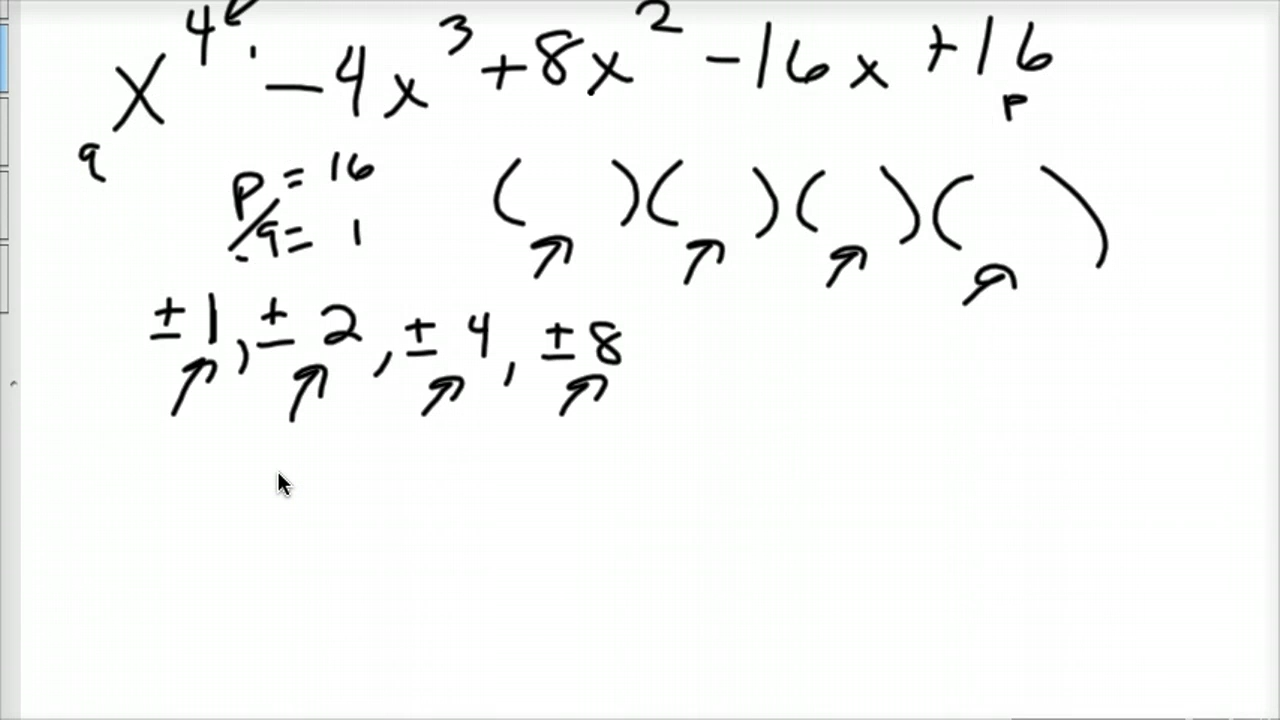 x⁴ - 4x³ + 8x² - 16x + 16
q p
p = 16 ( )( )( )( )
/q = 1
± 1, ± 2, ± 4, ± 8